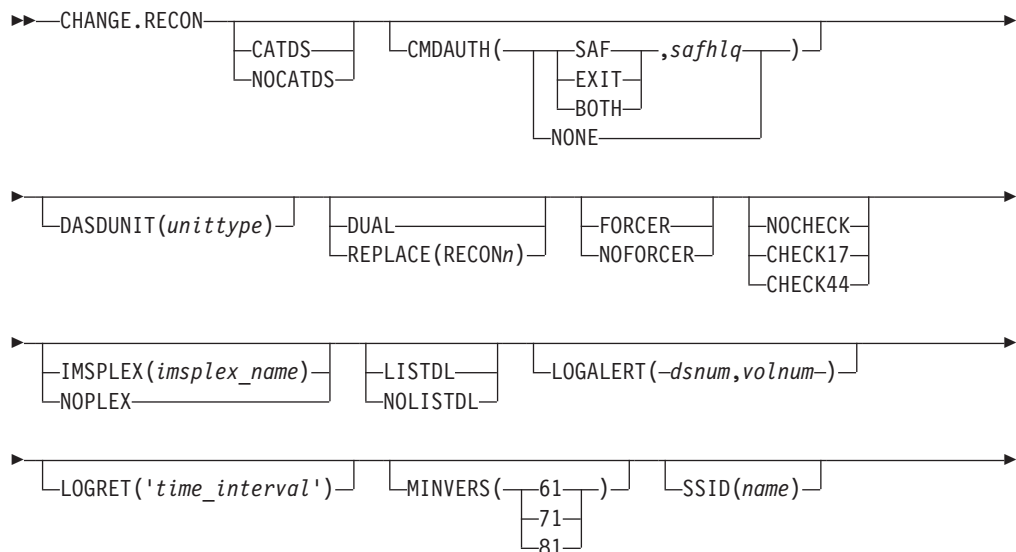 CHANGE.RECON
CATDS
NOCATDS
CMDAUTH( SAF ,safhlq )
EXIT
BOTH
NONE
DASDUNIT(unittype)
DUAL
REPLACE(RECONn)
FORCER
NOFORCER
NOCHECK
CHECK17
CHECK44
IMSPLEX(imsplex_name)
NOPLEX
LISTDL
NOLISTDL
LOGALERT(dsnum,volnum)
LOGRET('time_interval')
MINVERS( 61 )
71
81
SSID(name)